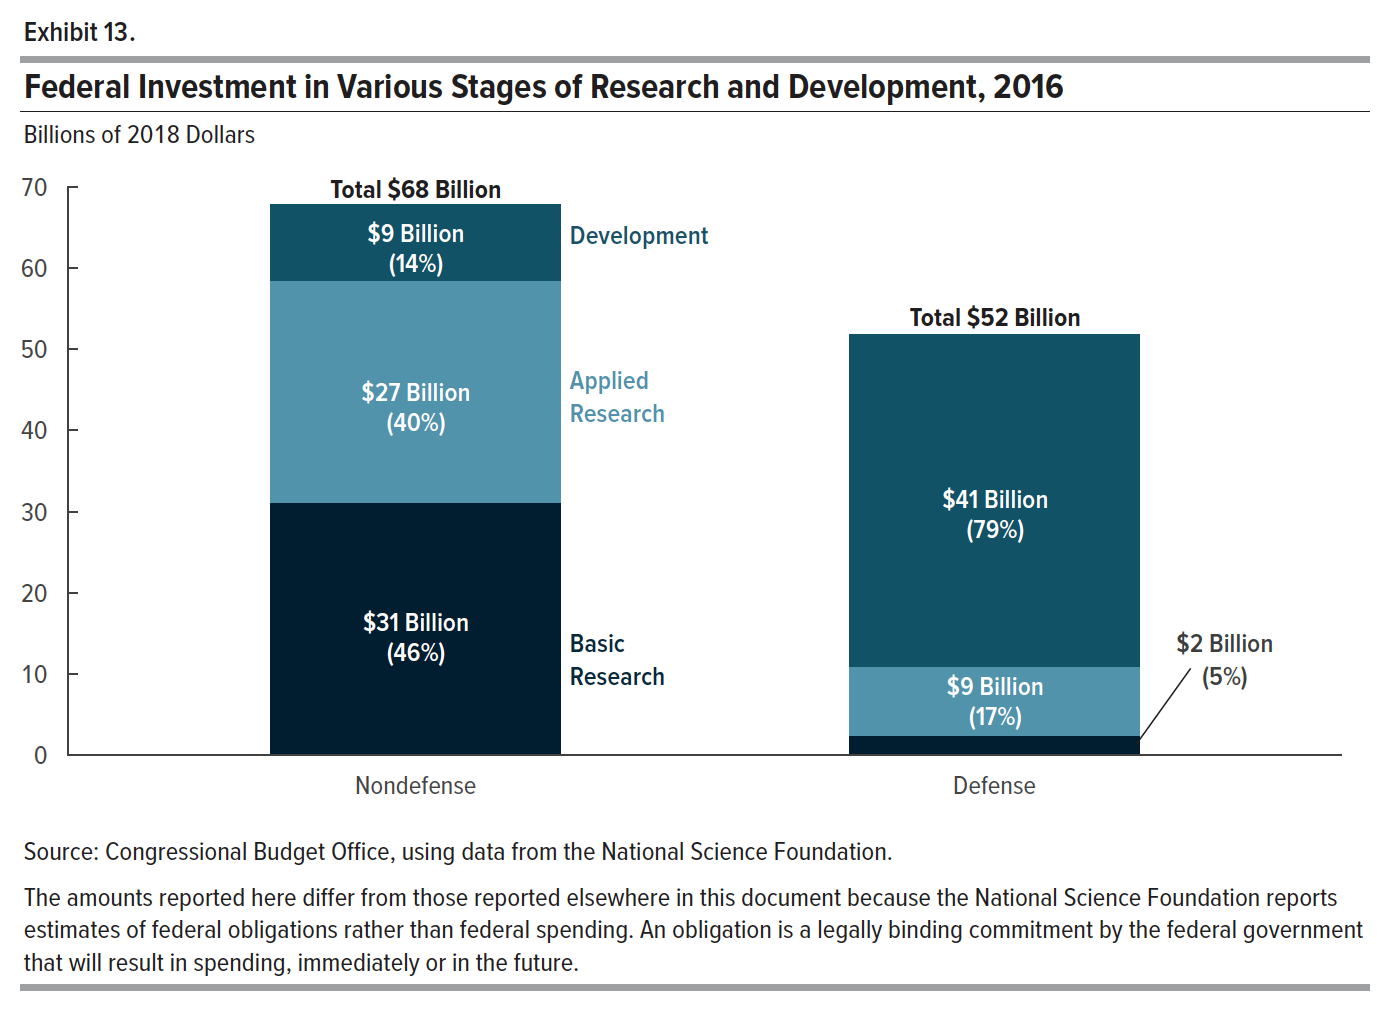 Exhibit 13.
Federal Investment in Various Stages of Research and Development, 2016
Billions of 2018 Dollars
70
60
50
40
30
20
10
0
Total $68 Billion
$9 Billion
(14%)
Development
$27 Billion
(40%)
Applied
Research
$31 Billion
(46%)
Basic
Research
Nondefense
Total $52 Billion
$41 Billion
(79%)
$9 Billion
(17%)
$2 Billion
(5%)
Defense
Source: Congressional Budget Office, using data from the National Science Foundation.
The amounts reported here differ from those reported elsewhere in this document because the National Science Foundation reports
estimates of federal obligations rather than federal spending. An obligation is a legally binding commitment by the federal government
that will result in spending, immediately or in the future.